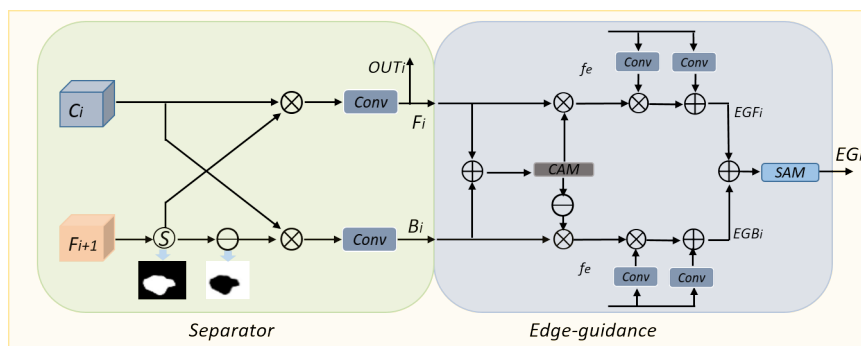 Conv
Conv
fe
OUTi
Ci
Conv
Fi
EGFi
CAM
SAM
EGi
Fi+1
S
Conv
Bi
EGBi
fe
Conv
Conv
Separator
Edge-guidance